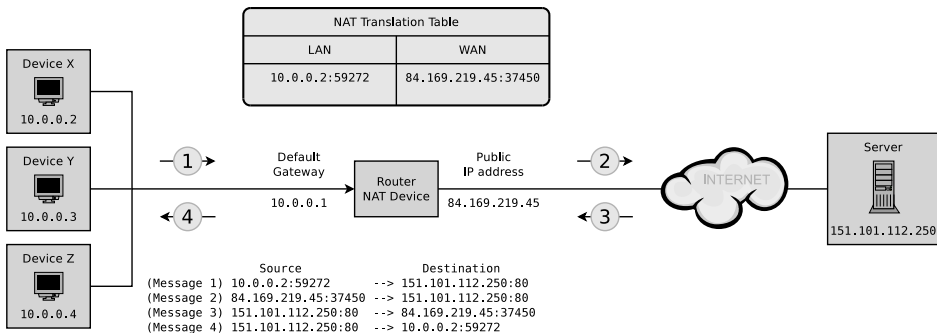 NAT Translation Table
LAN WAN
10.0.0.2:59272 84.169.219.45:37450
Device X
10.0.0.2
Device Y
10.0.0.3
Device Z
10.0.0.4
1
4
Default
Gateway
10.0.0.1
Router
NAT Device
Public
IP address
84.169.219.45
2
3
INTERNET
Server
151.101.112.250
Source Destination
(Message 1) 10.0.0.2:59272 --> 151.101.112.250:80
(Message 2) 84.169.219.45:37450 --> 151.101.112.250:80
(Message 3) 151.101.112.250:80 --> 84.169.219.45:37450
(Message 4) 151.101.112.250:80 --> 10.0.0.2:59272